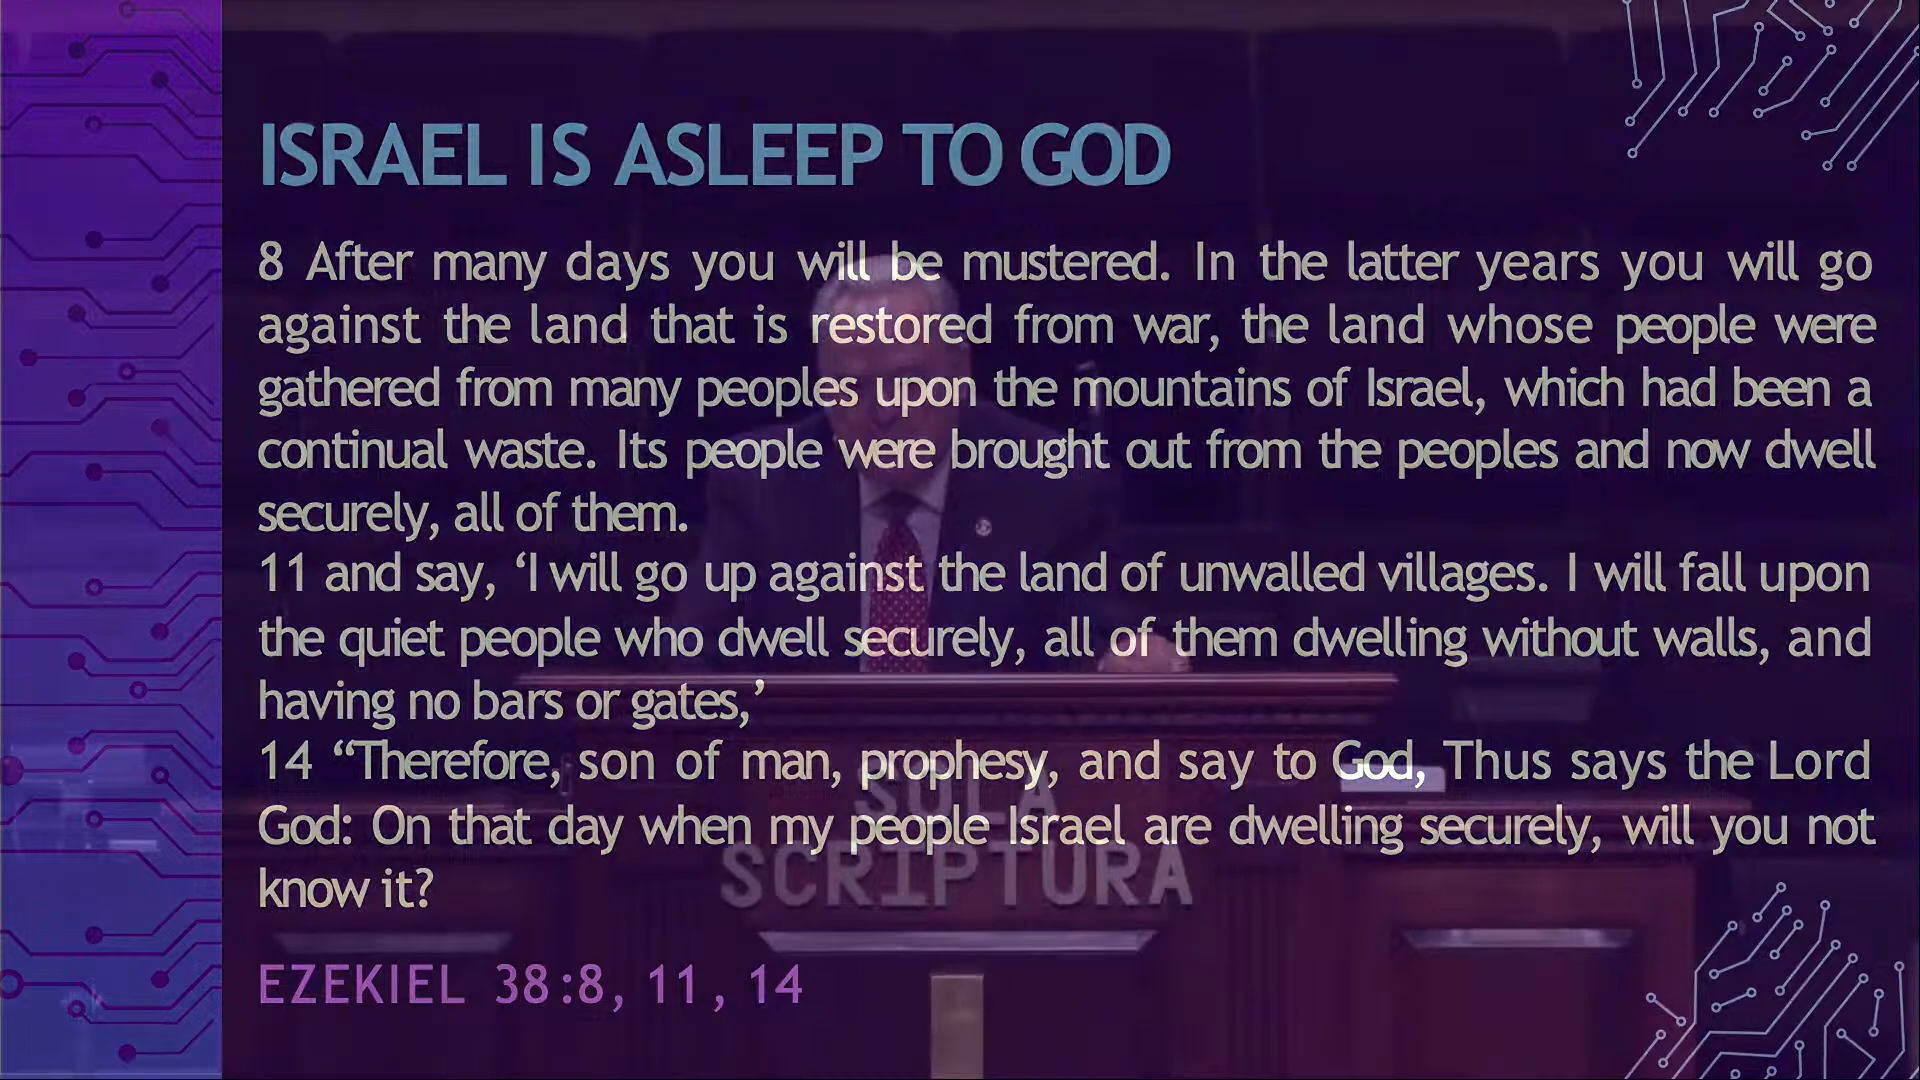 ISRAEL IS ASLEEP TO GOD
8 After many days you will be mustered. In the latter years you will go
against the land that is restored from war, the land whose people were
gathered from many peoples upon the mountains of Israel, which had been a
continual waste. Its people were brought out from the peoples and now dwell
securely, all of them.
11 and say, ‘I will go up against the land of unwalled villages. I will fall upon
the quiet people who dwell securely, all of them dwelling without walls, and
having no bars or gates,’
14 “Therefore, son of man, prophesy, and say to God, Thus says the Lord
God: On that day when my people Israel are dwelling securely, will you not
know it?
EZEKIEL 38:8, 11, 14
SOLA
SCRIPTURA